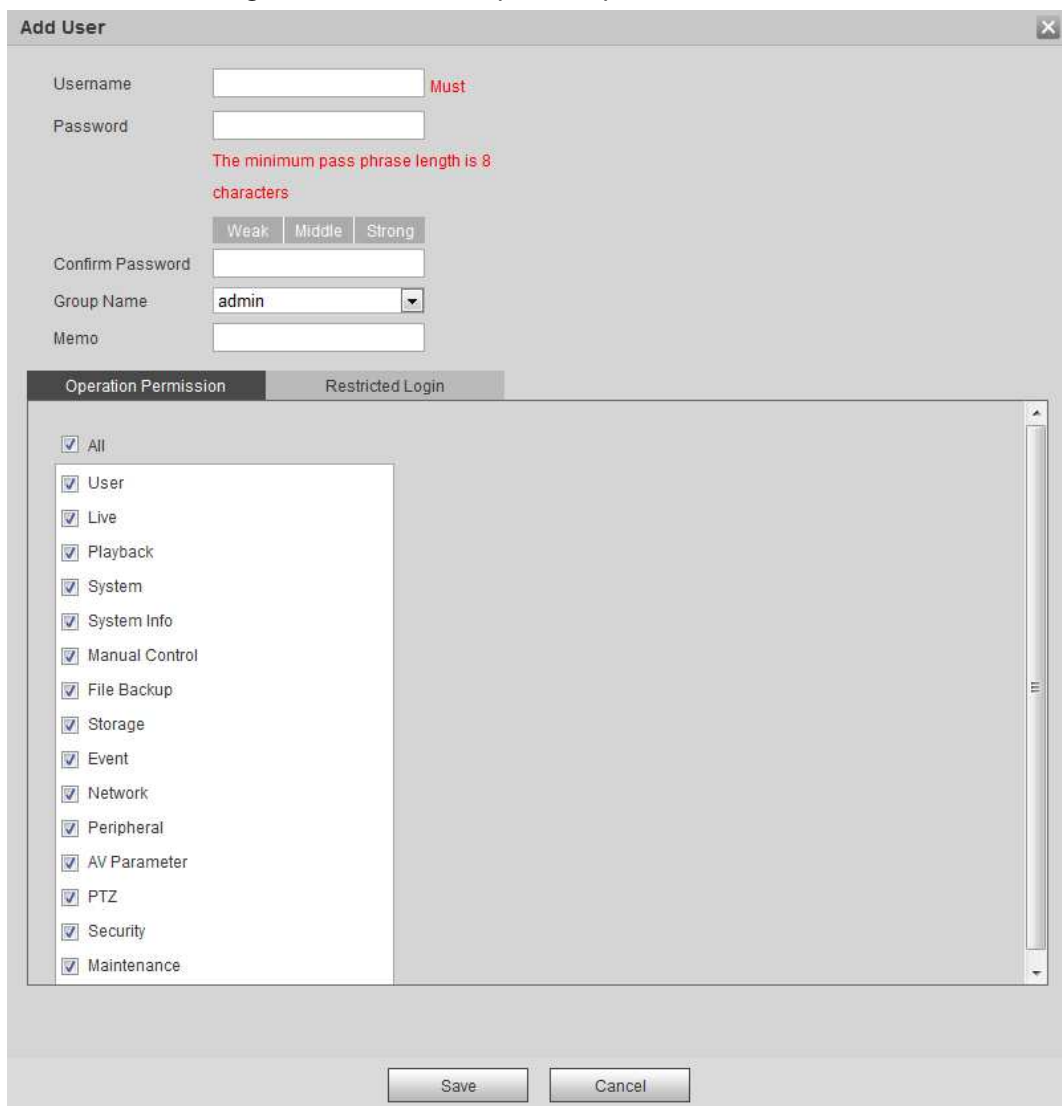 Add User
Username Must
Password
The minimum pass phrase length is 8
characters
Weak Middle Strong
Confirm Password
Group Name admin
Memo
Operation Permission Restricted Login
All
User
Live
Playback
System
System Info
Manual Control
File Backup
Storage
Event
Network
Peripheral
AV Parameter
PTZ
Security
Maintenance
Save Cancel